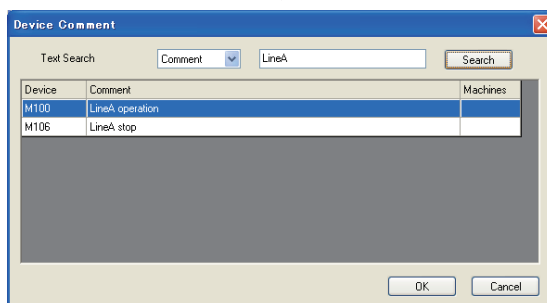 Device Comment
Text Search Comment LineA Search
Device Comment Machines
M100 LineA operation
M106 LineA stop
OK Cancel